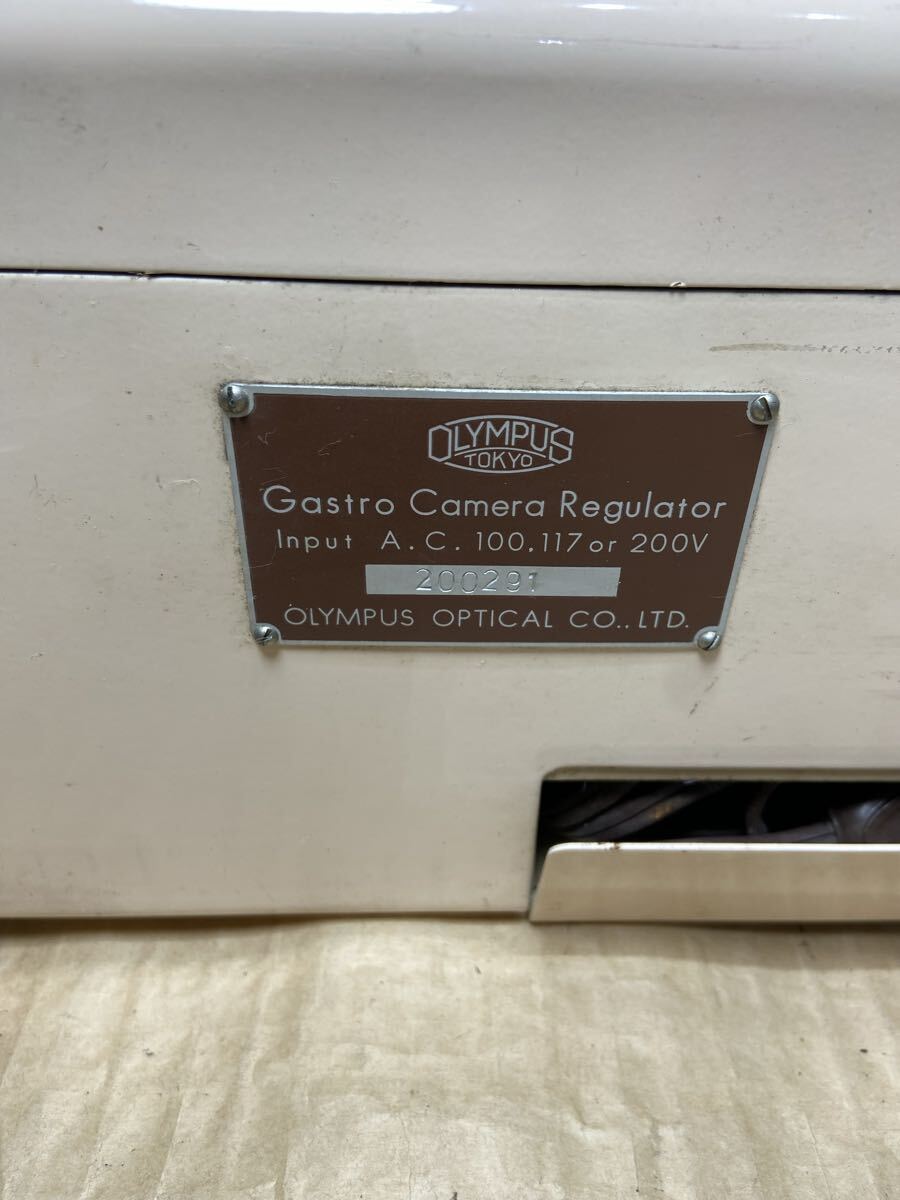 OLYMPUS
TOKYO
Gastro Camera Regulator
Input A.C. 100,117 or 200V
200291
OLYMPUS OPTICAL CO.,LTD.